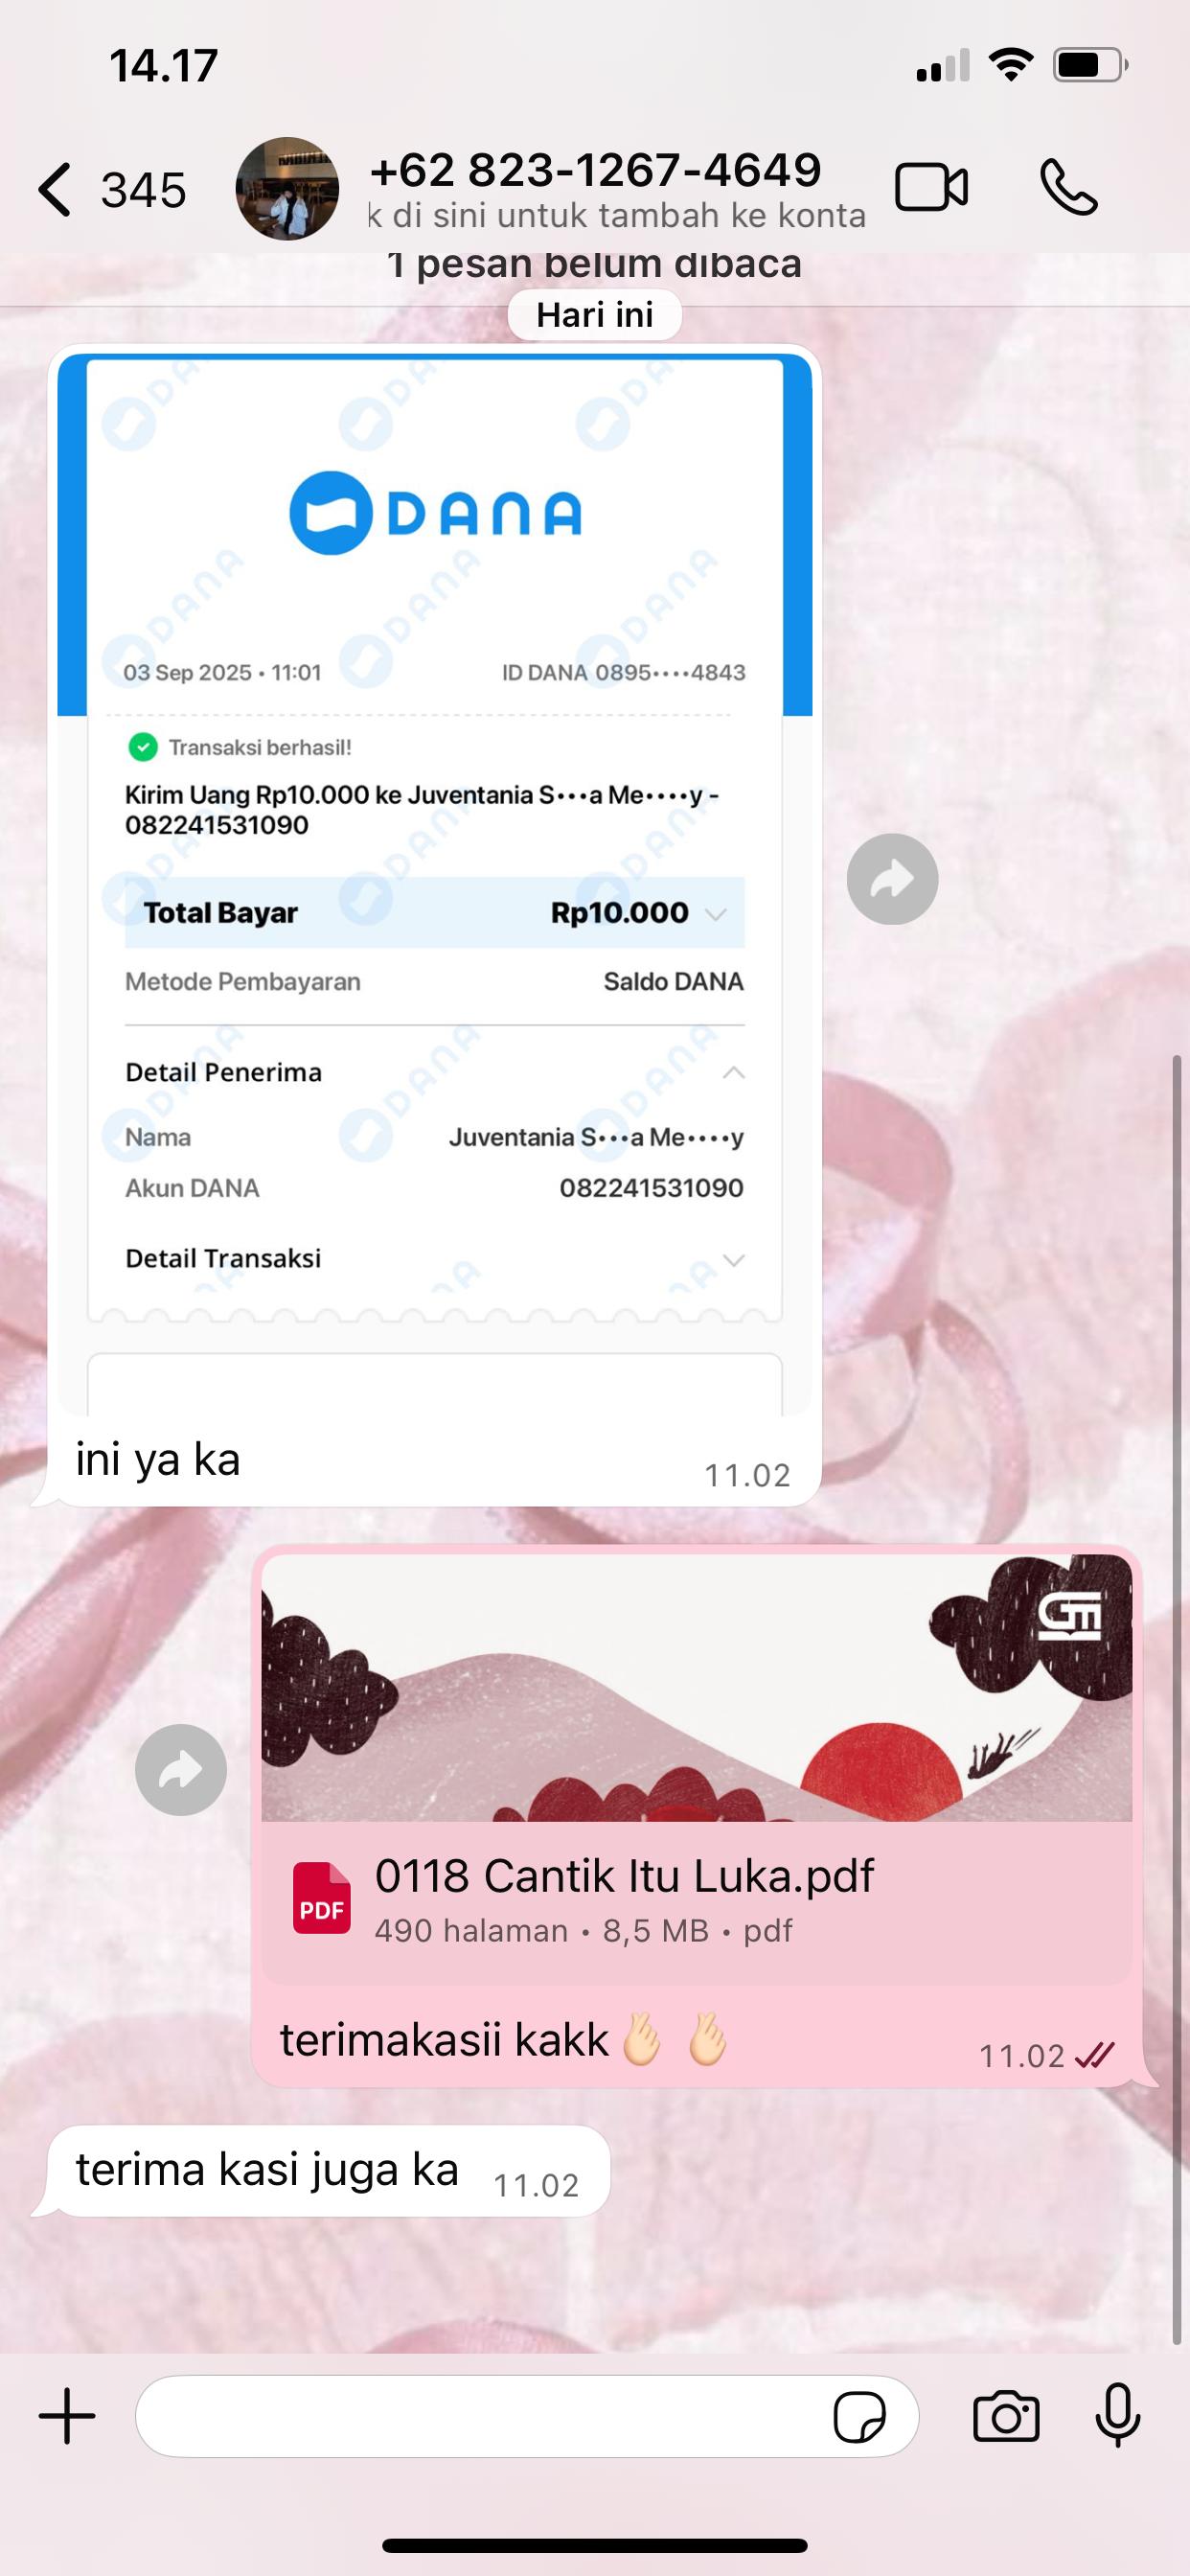 14.17
345
+62 823-1267-4649
k di sini untuk tambah ke konta
1 pesan belum dibaca
Hari ini
DANA
03 Sep 2025 • 11:01
ID DANA 0895••••4843
Transaksi berhasil!
Kirim Uang Rp10.000 ke Juventania S•••a Me••••y -
082241531090
Total Bayar Rp10.000
Metode Pembayaran Saldo DANA
Detail Penerima
Nama Juventania S•••a Me••••y
Akun DANA 082241531090
Detail Transaksi
ini ya ka
11.02
GM
PDF
0118 Cantik Itu Luka.pdf
490 halaman • 8,5 MB • pdf
terimakasii kakk🫰🏻 🫰🏻
11.02
terima kasi juga ka 11.02